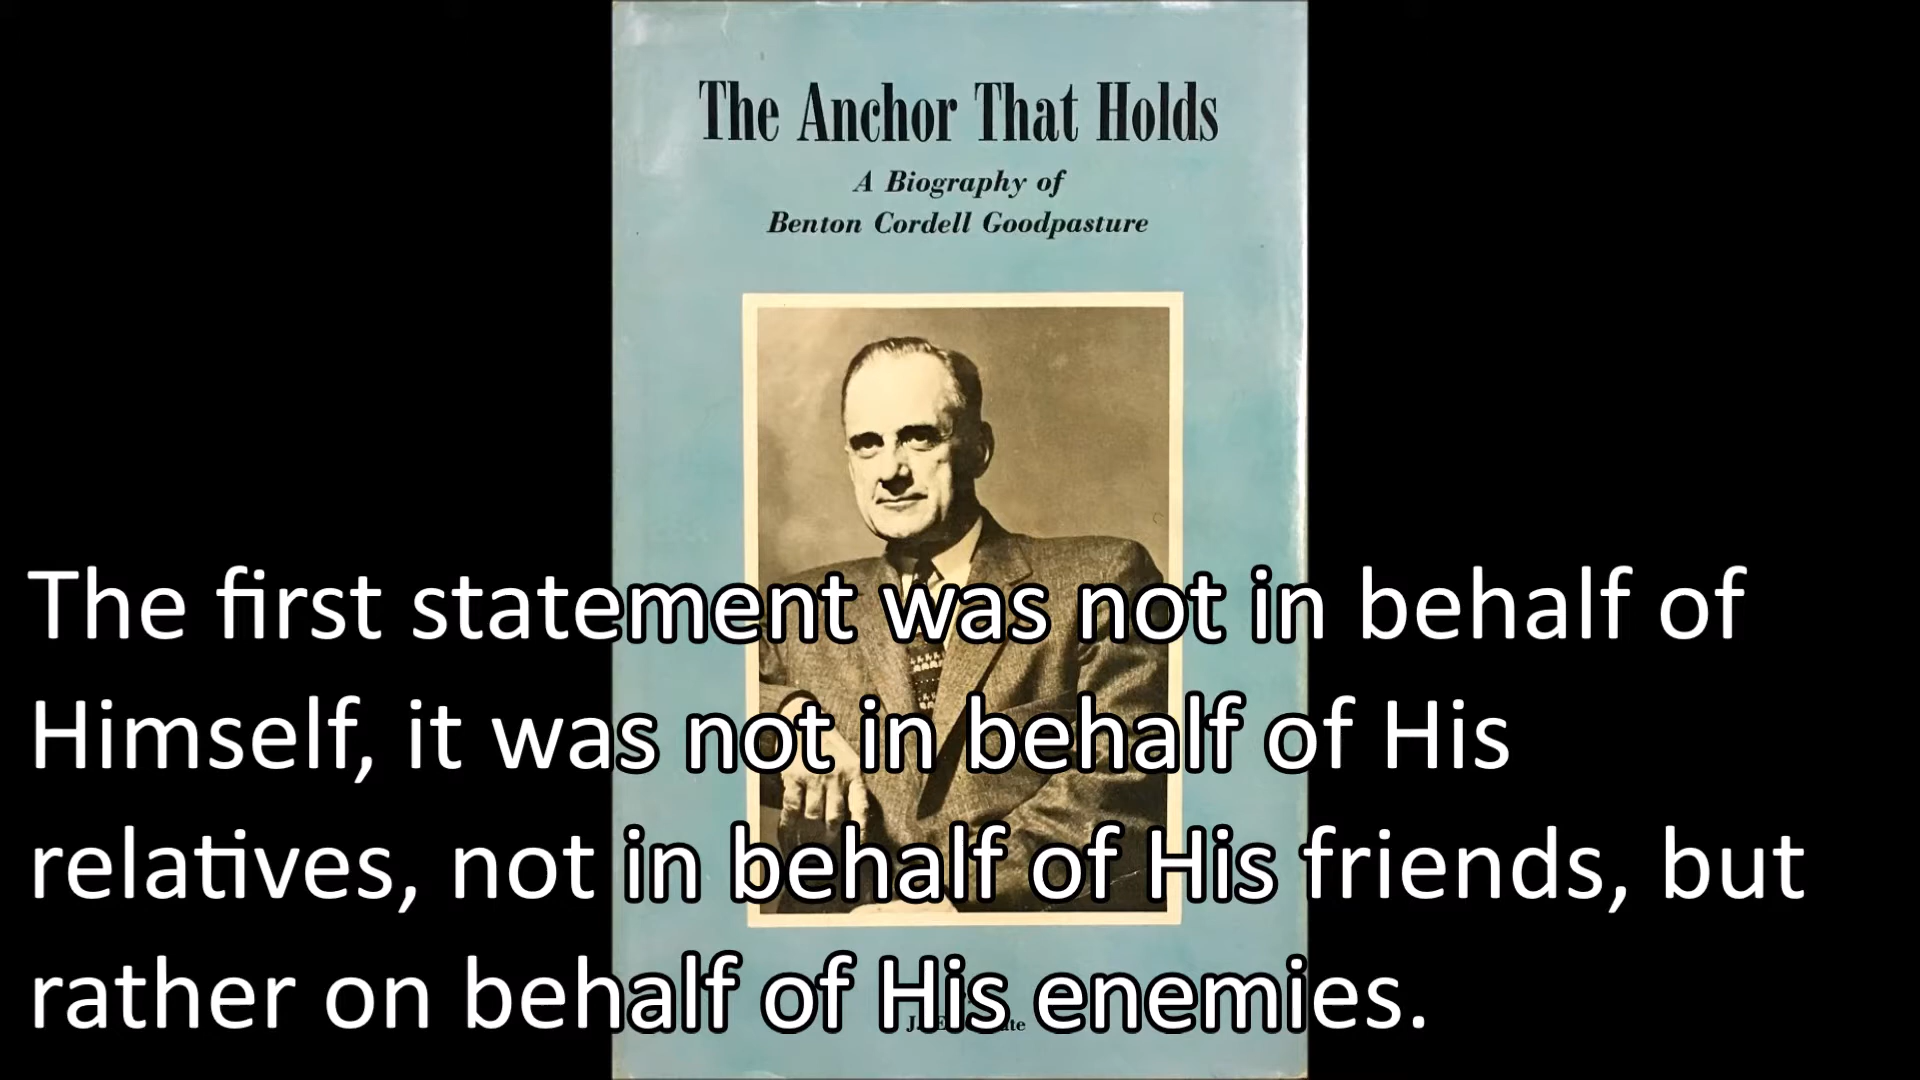 The Anchor That Holds
A Biography of
Benton Cordell Goodpasture
The first statement was not in behalf of
Himself, it was not in behalf of His
relatives, not in behalf of His friends, but
rather on behalf of His enemies.